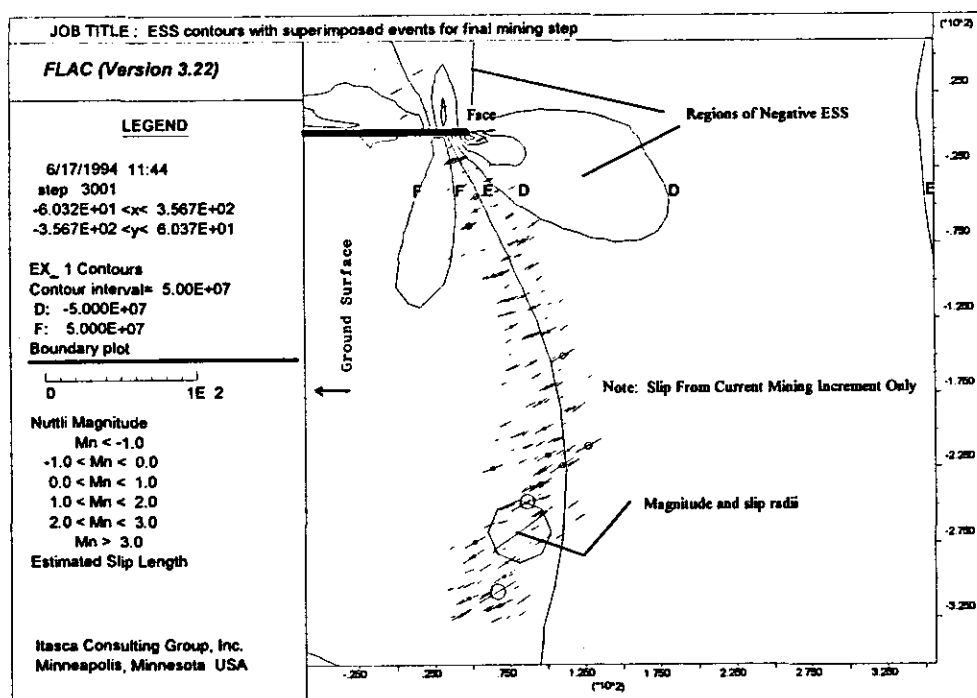 JOB TITLE : ESS contours with superimposed events for final mining step
FLAC (Version 3.22)
LEGEND
6/17/1994 11:44
step 3001
-6.032E+01 <x< 3.567E+02
-3.567E+02 <y< 6.037E+01
EX_ 1 Contours
Contour interval= 5.00E+07
D: -5.000E+07
F: 5.000E+07
Boundary plot
0 1E 2
Nuttli Magnitude
Mn < -1.0
-1.0 < Mn < 0.0
0.0 < Mn < 1.0
1.0 < Mn < 2.0
2.0 < Mn < 3.0
Mn > 3.0
Estimated Slip Length
Itasca Consulting Group, Inc.
Minneapolis, Minnesota USA
Face
Regions of Negative ESS
F F E D D E
Ground Surface
Note: Slip From Current Mining Increment Only
Magnitude and slip radii
(*10^2)
.250
-.250
-.750
-1.250
-1.750
-2.250
-2.750
-3.250
-.250 .250 .750 1.250 1.750 2.250 2.750 3.250
(*10^2)